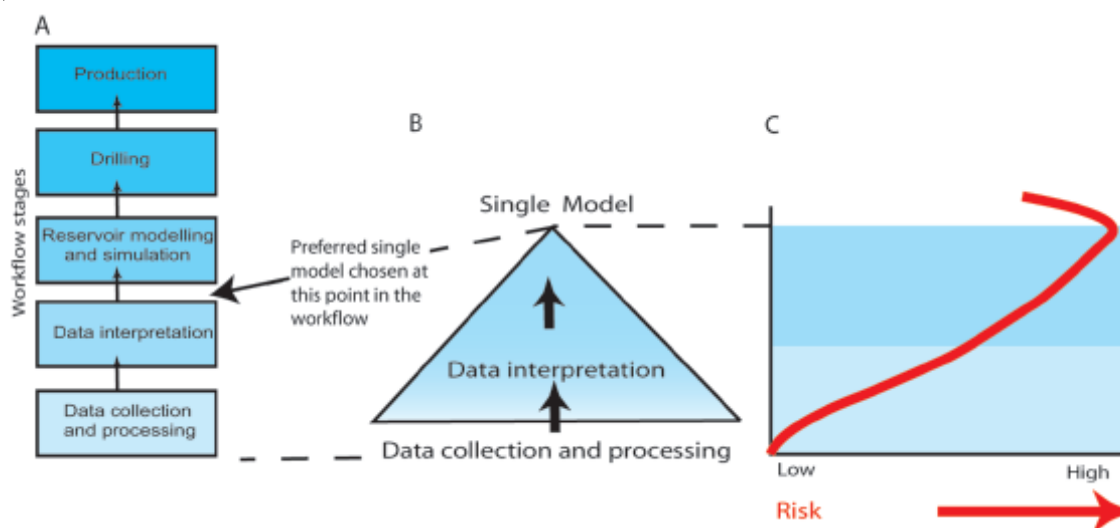 A
Production
Drilling
Reservoir modelling
and simulation
Data interpretation
Data collection
and processing
Workflow stages
Preferred single
model chosen at
this point in the
workflow
B
Single Model
Data interpretation
Data collection and processing
C
Low
High
Risk